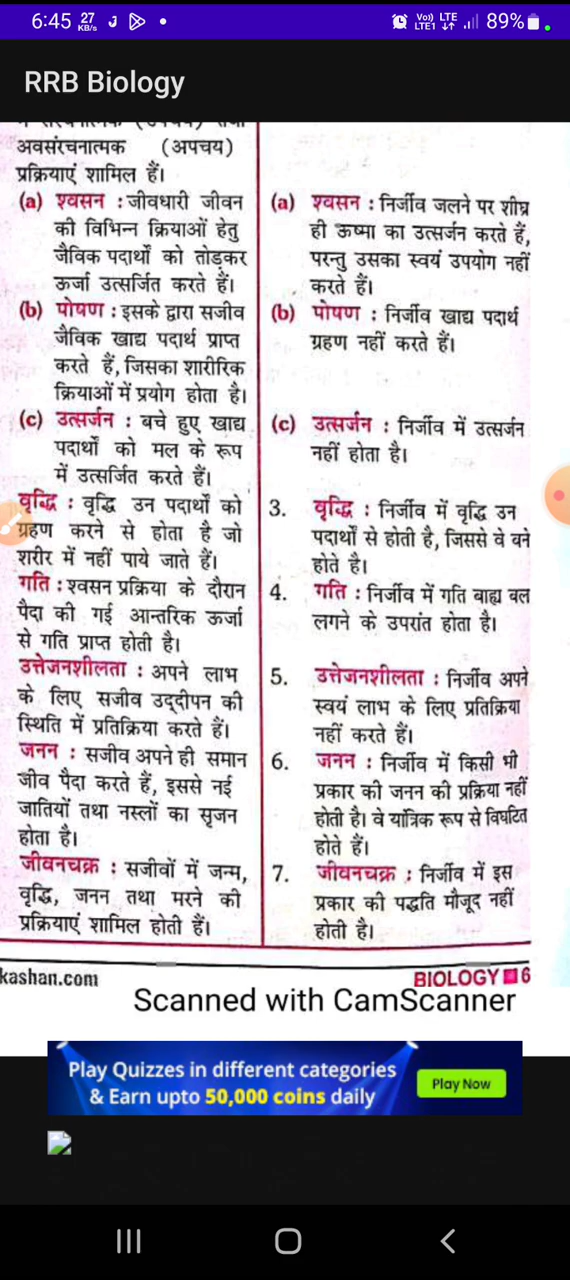 6:45 27 KB/s
Vo)) LTE LTE1 89%
RRB Biology
अवसंरचनात्मक (अपचय)
प्रक्रियाएं शामिल हैं।
(a) श्वसन : जीवधारी जीवन
की विभिन्न क्रियाओं हेतु
जैविक पदार्थों को तोड़कर
ऊर्जा उत्सर्जित करते हैं।
(b) पोषण : इसके द्वारा सजीव
जैविक खाद्य पदार्थ प्राप्त
करते हैं, जिसका शारीरिक
क्रियाओं में प्रयोग होता है।
(c) उत्सर्जन : बचे हुए खाद्य
पदार्थों को मल के रूप
में उत्सर्जित करते हैं।
वृद्धि : वृद्धि उन पदार्थों को
ग्रहण करने से होता है जो
शरीर में नहीं पाये जाते हैं।
गति : श्वसन प्रक्रिया के दौरान
पैदा की गई आन्तरिक ऊर्जा
से गति प्राप्त होती है।
उत्तेजनशीलता : अपने लाभ
के लिए सजीव उद्दीपन की
स्थिति में प्रतिक्रिया करते हैं।
जनन : सजीव अपने ही समान
जीव पैदा करते हैं, इससे नई
जातियों तथा नस्लों का सृजन
होता है।
जीवनचक्र : सजीवों में जन्म,
वृद्धि, जनन तथा मरने की
प्रक्रियाएं शामिल होती हैं।
(a) श्वसन : निर्जीव जलने पर शीघ्र
ही ऊष्मा का उत्सर्जन करते हैं,
परन्तु उसका स्वयं उपयोग नहीं
करते हैं।
(b) पोषण : निर्जीव खाद्य पदार्थ
ग्रहण नहीं करते हैं।
(c) उत्सर्जन : निर्जीव में उत्सर्जन
नहीं होता है।
3. वृद्धि : निर्जीव में वृद्धि उन
पदार्थों से होती है, जिससे वे बने
होते है।
4. गति : निर्जीव में गति बाह्य बल
लगने के उपरांत होता है।
5. उत्तेजनशीलता : निर्जीव अपने
स्वयं लाभ के लिए प्रतिक्रिया
नहीं करते हैं।
6. जनन : निर्जीव में किसी भी
प्रकार की जनन की प्रक्रिया नहीं
होती है। वे यांत्रिक रूप से विघटित
होते हैं।
7. जीवनचक्र : निर्जीव में इस
प्रकार की पद्धति मौजूद नहीं
होती है।
kashan.com
BIOLOGY 6
Scanned with CamScanner
Play Quizzes in different categories
& Earn upto 50,000 coins daily
Play Now